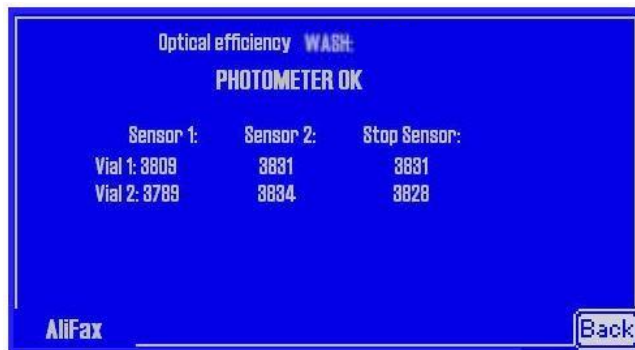 Optical efficiency WASH:
PHOTOMETER OK
Sensor 1: Sensor 2: Stop Sensor:
Vial 1: 3809 3831 3831
Vial 2: 3789 3834 3828
AliFax
Back